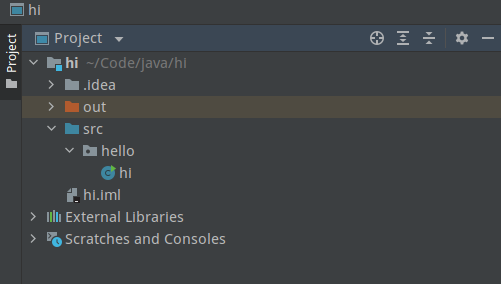 hi
Project
Project
hi ~/Code/java/hi
.idea
out
src
hello
hi
hi.iml
External Libraries
Scratches and Consoles